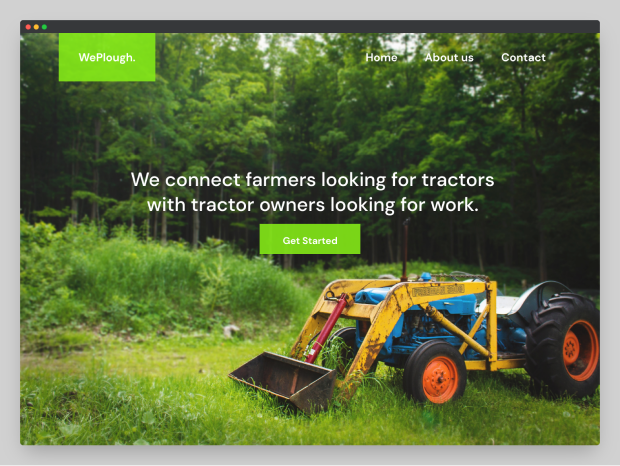 WePlough.
Home About us Contact
We connect farmers looking for tractors
with tractor owners looking for work.
Get Started